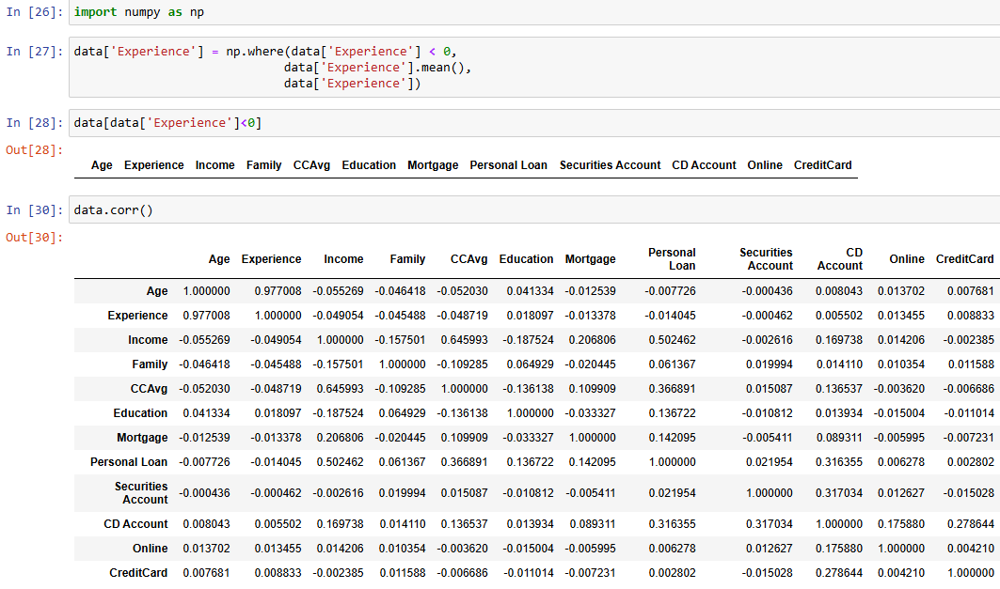 In [26]: import numpy as np
In [27]: data['Experience'] = np.where(data['Experience'] < 0,
data['Experience'].mean(),
data['Experience'])
In [28]: data[data['Experience']<0]
Out[28]:
Age Experience Income Family CCAvg Education Mortgage Personal Loan Securities Account CD Account Online CreditCard
In [30]: data.corr()
Out[30]:
Age Experience Income Family CCAvg Education Mortgage Personal Loan Securities Account CD Account Online CreditCard
Age 1.000000 0.977008 -0.055269 -0.046418 -0.052030 0.041334 -0.012539 -0.007726 -0.000436 0.008043 0.013702 0.007681
Experience 0.977008 1.000000 -0.049054 -0.045488 -0.048719 0.018097 -0.013378 -0.014045 -0.000462 0.005502 0.013455 0.008833
Income -0.055269 -0.049054 1.000000 -0.157501 0.645993 -0.187524 0.206806 0.502462 -0.002616 0.169738 0.014206 -0.002385
Family -0.046418 -0.045488 -0.157501 1.000000 -0.109285 0.064929 -0.020445 0.061367 0.019994 0.014110 0.010354 0.011588
CCAvg -0.052030 -0.048719 0.645993 -0.109285 1.000000 -0.136138 0.109909 0.366891 0.015087 0.136537 -0.003620 -0.006686
Education 0.041334 0.018097 -0.187524 0.064929 -0.136138 1.000000 -0.033327 0.136722 -0.010812 0.013934 -0.015004 -0.011014
Mortgage -0.012539 -0.013378 0.206806 -0.020445 0.109909 -0.033327 1.000000 0.142095 -0.005411 0.089311 -0.005995 -0.007231
Personal Loan -0.007726 -0.014045 0.502462 0.061367 0.366891 0.136722 0.142095 1.000000 0.021954 0.316355 0.006278 0.002802
Securities Account -0.000436 -0.000462 -0.002616 0.019994 0.015087 -0.010812 -0.005411 0.021954 1.000000 0.317034 0.012627 -0.015028
CD Account 0.008043 0.005502 0.169738 0.014110 0.136537 0.013934 0.089311 0.316355 0.317034 1.000000 0.175880 0.278644
Online 0.013702 0.013455 0.014206 0.010354 -0.003620 -0.015004 -0.005995 0.006278 0.012627 0.175880 1.000000 0.004210
CreditCard 0.007681 0.008833 -0.002385 0.011588 -0.006686 -0.011014 -0.007231 0.002802 -0.015028 0.278644 0.004210 1.000000